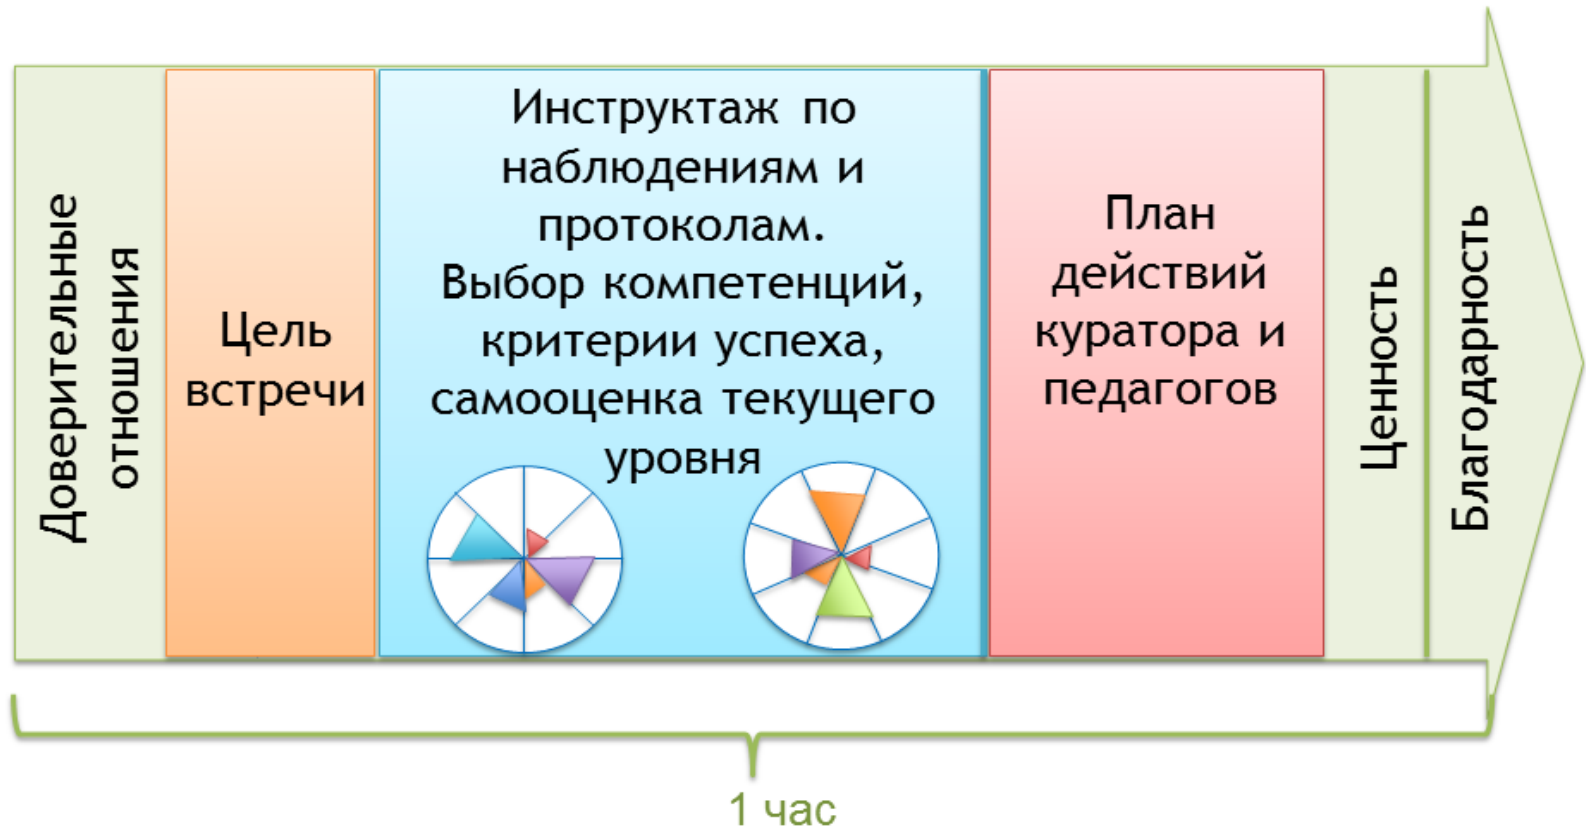 Доверительные
отношения
Цель
встречи
Инструктаж по
наблюдениям и
протоколам.
Выбор компетенций,
критерии успеха,
самооценка текущего
уровня
План
действий
куратора и
педагогов
Ценность
Благодарность
1 час